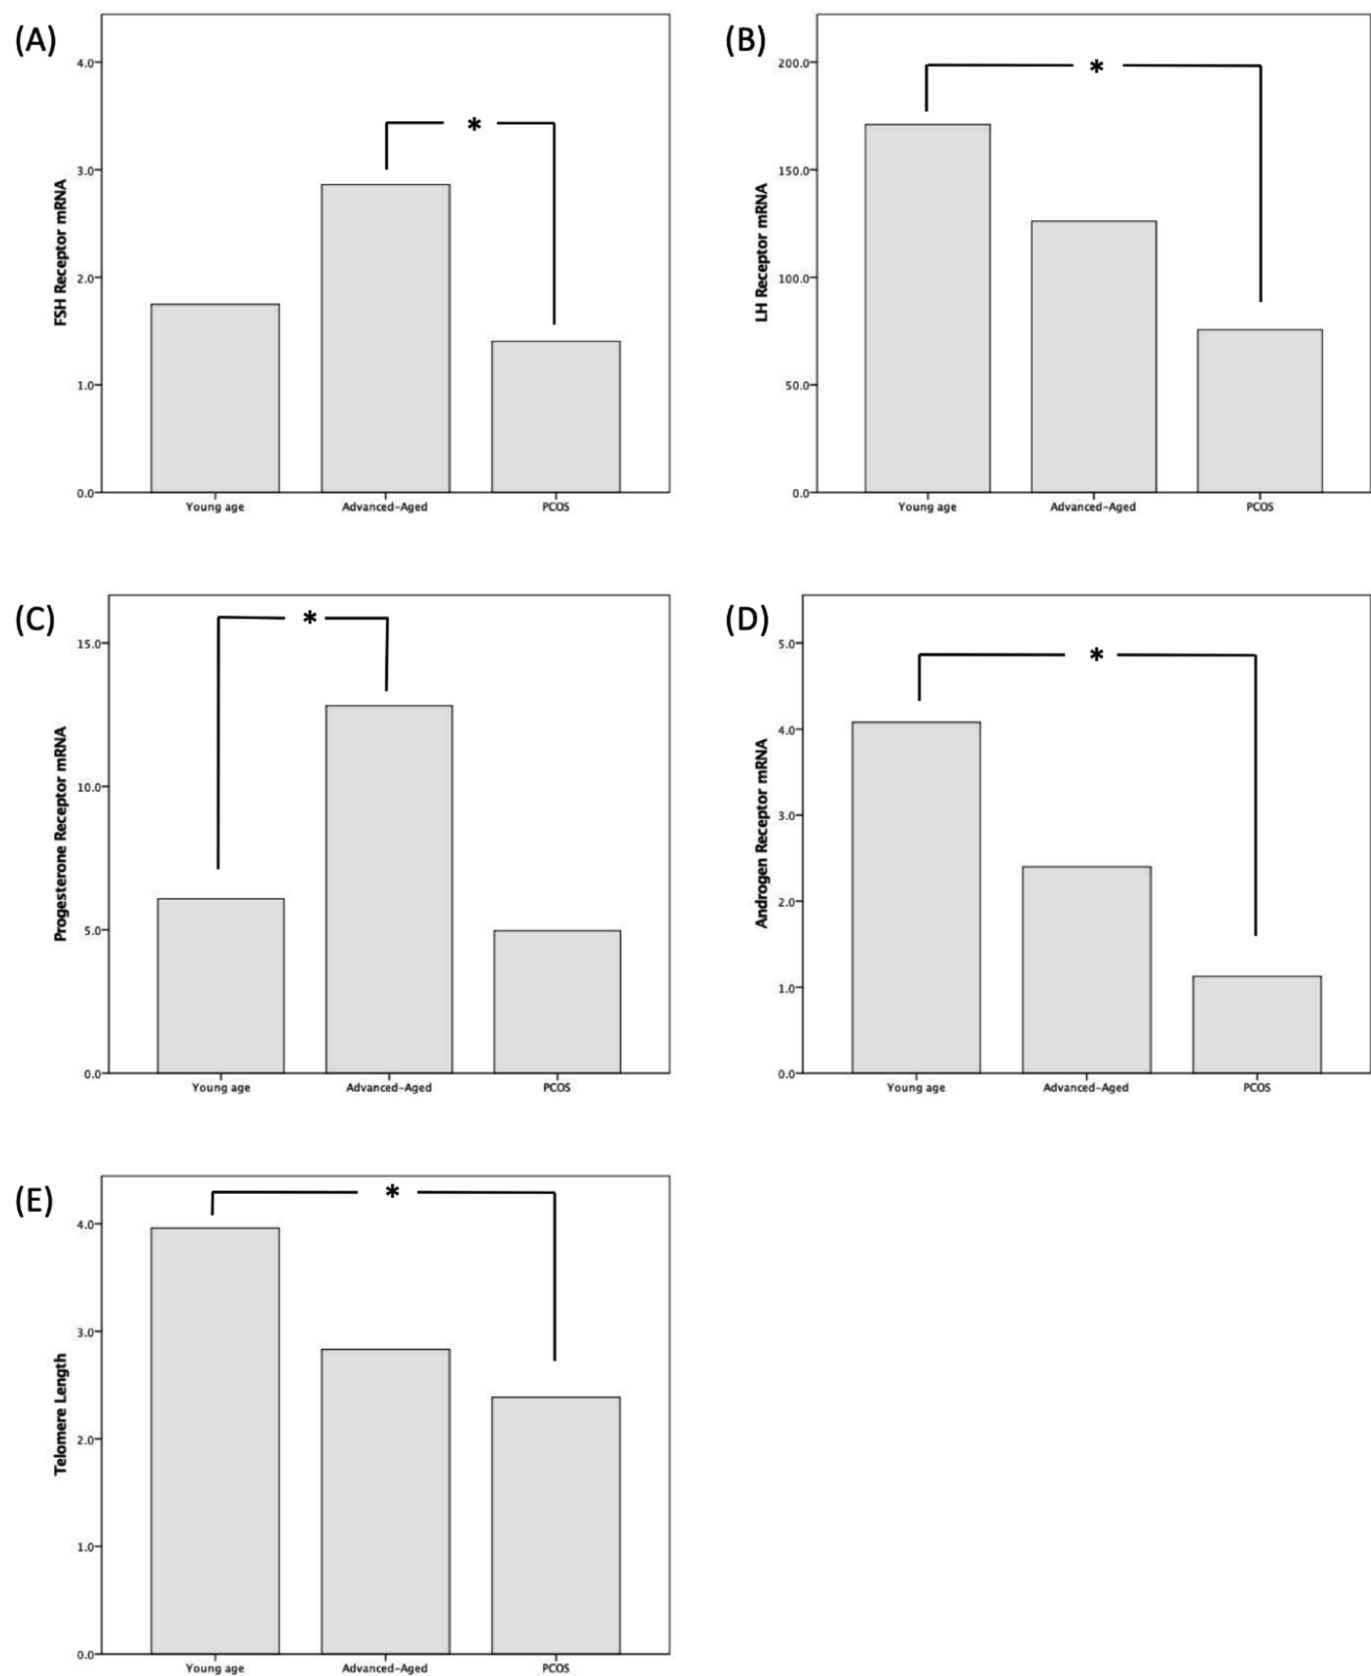 (A)
FSH Receptor mRNA
4.0
3.0
2.0
1.0
0.0
*
Young age
Advanced-Aged
PCOS
(B)
LH Receptor mRNA
200.0
150.0
100.0
50.0
0.0
*
Young age
Advanced-Aged
PCOS
(C)
Progesterone Receptor mRNA
15.0
10.0
5.0
0.0
*
Young age
Advanced-Aged
PCOS
(D)
Androgen Receptor mRNA
5.0
4.0
3.0
2.0
1.0
0.0
*
Young age
Advanced-Aged
PCOS
(E)
Telomere Length
4.0
3.0
2.0
1.0
0.0
*
Young age
Advanced-Aged
PCOS